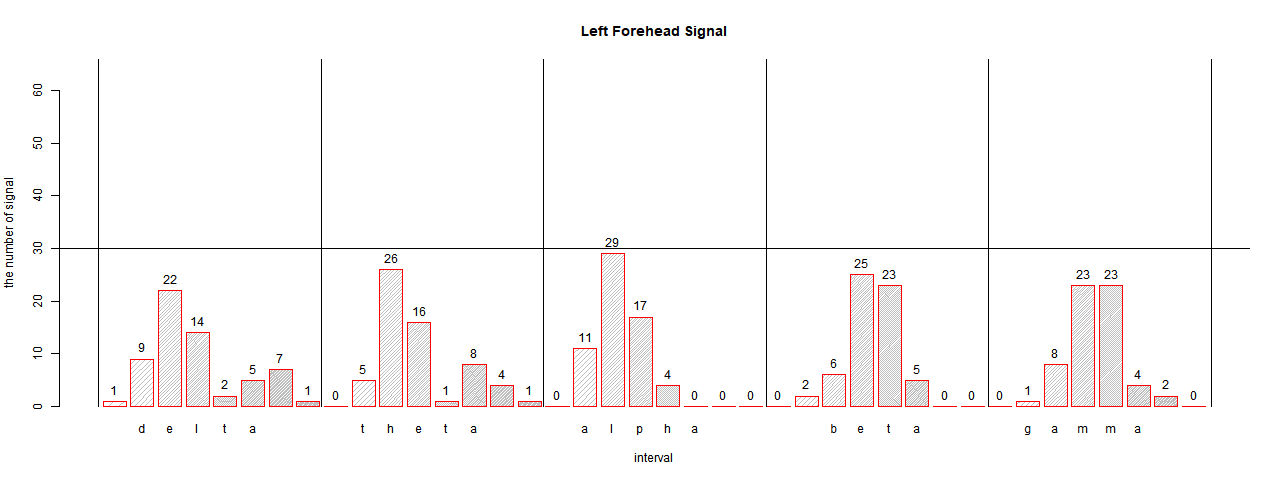 Left Forehead Signal
the number of signal
60
50
40
30
20
10
0
1 9 22 14 2 5 7 1 0 5 26 16 1 8 4 1 0 11 29 17 4 0 0 0 0 2 6 25 23 5 0 0 0 1 8 23 23 4 2 0
d e l t a t h e t a a l p h a b e t a g a m m a
interval